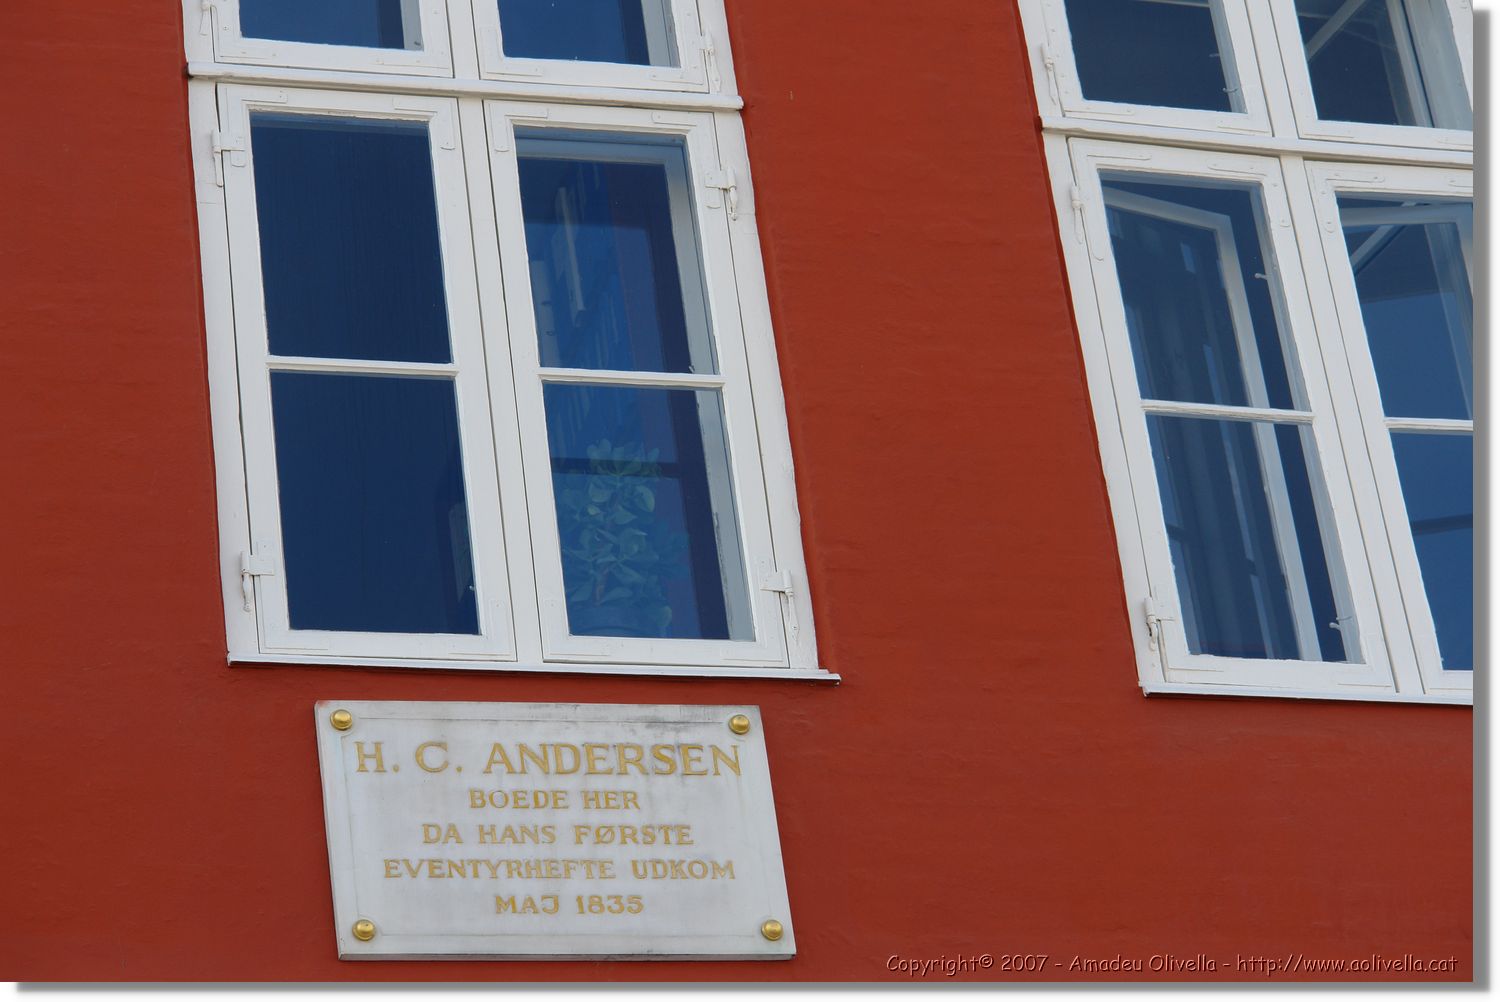 H. C. ANDERSEN
BOEDE HER
DA HANS FØRSTE
EVENTYRHEFTE UDKOM
MAJ 1835
Copyright© 2007 - Amadeu Olivella - http://www.aolivella.cat